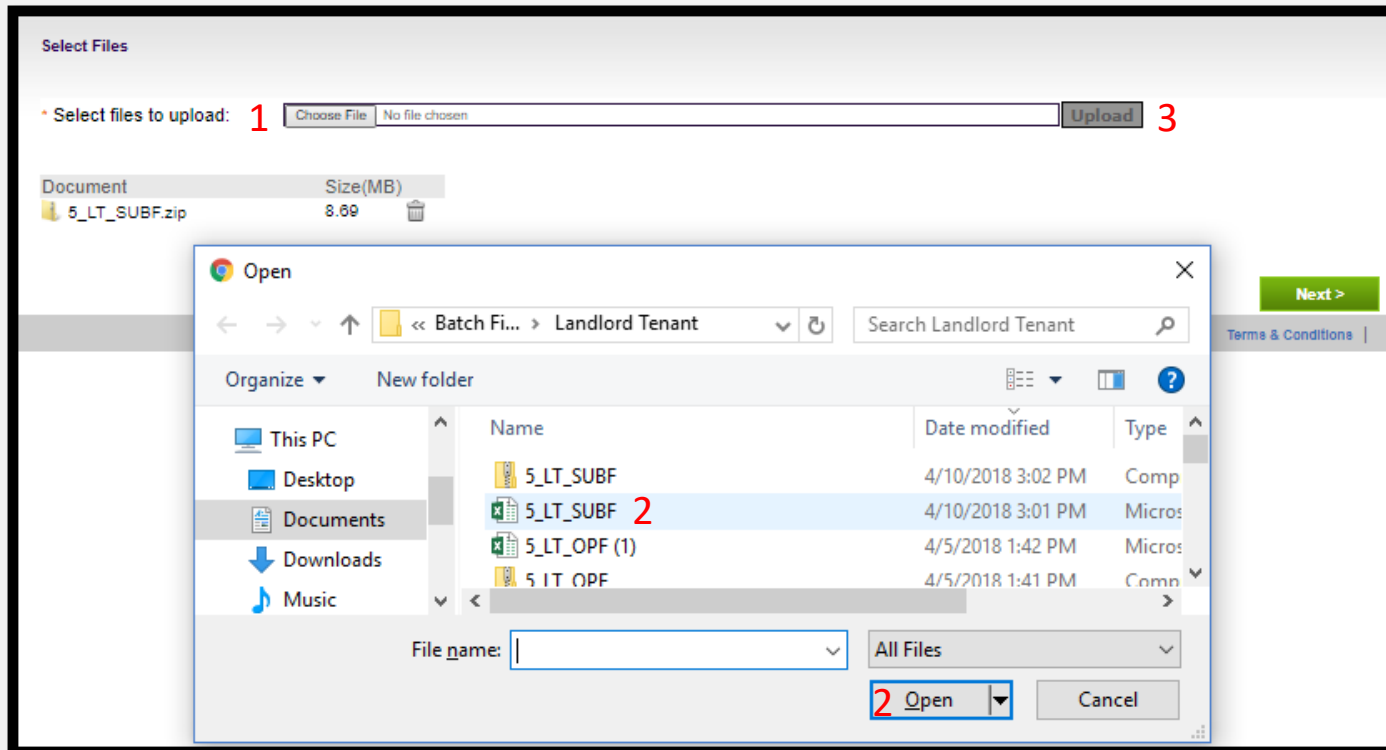 Select Files
* Select files to upload: 1 Choose File No file chosen Upload 3
Document Size(MB)
5_LT_SUBF.zip 8.69
Open
« Batch Fi... › Landlord Tenant Search Landlord Tenant
Next >
Terms & Conditions |
Organize New folder ?
This PC
Desktop
Documents
Downloads
Music
Name Date modified Type
5_LT_SUBF 4/10/2018 3:02 PM Comp
5_LT_SUBF 2 4/10/2018 3:01 PM Micros
5_LT_OPF (1) 4/5/2018 1:42 PM Micros
5_LT_OPF 4/5/2018 1:41 PM Comp
File name: All Files
2 Open Cancel